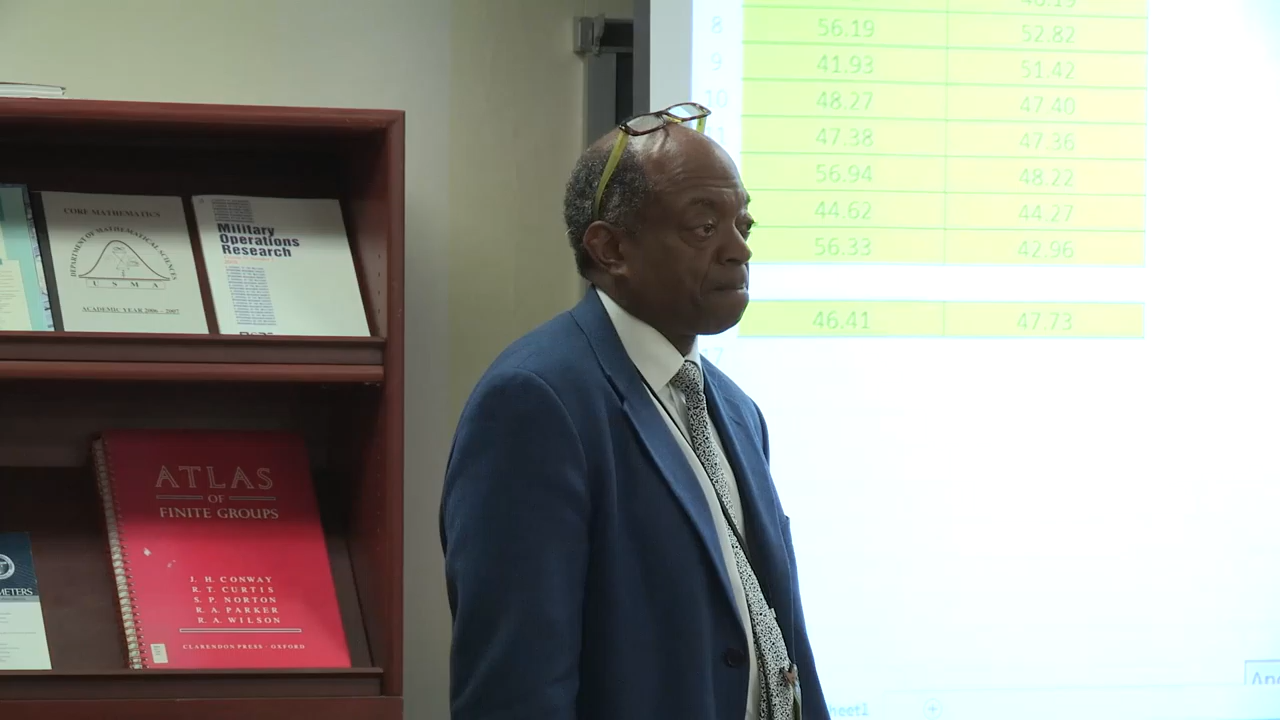 CORE MATHEMATICS
DEPARTMENT OF MATHEMATICAL SCIENCES
U S M A
ACADEMIC YEAR 2006 - 2007
Military
Operations
Research
ATLAS
OF
FINITE GROUPS
J. H. CONWAY
R. T. CURTIS
S. P. NORTON
R. A. PARKER
R. A. WILSON
CLARENDON PRESS · OXFORD
METERS
8 56.19 52.82
9 41.93 51.42
10 48.27 47.40
47.38 47.36
56.94 48.22
44.62 44.27
56.33 42.96
46.41 47.73